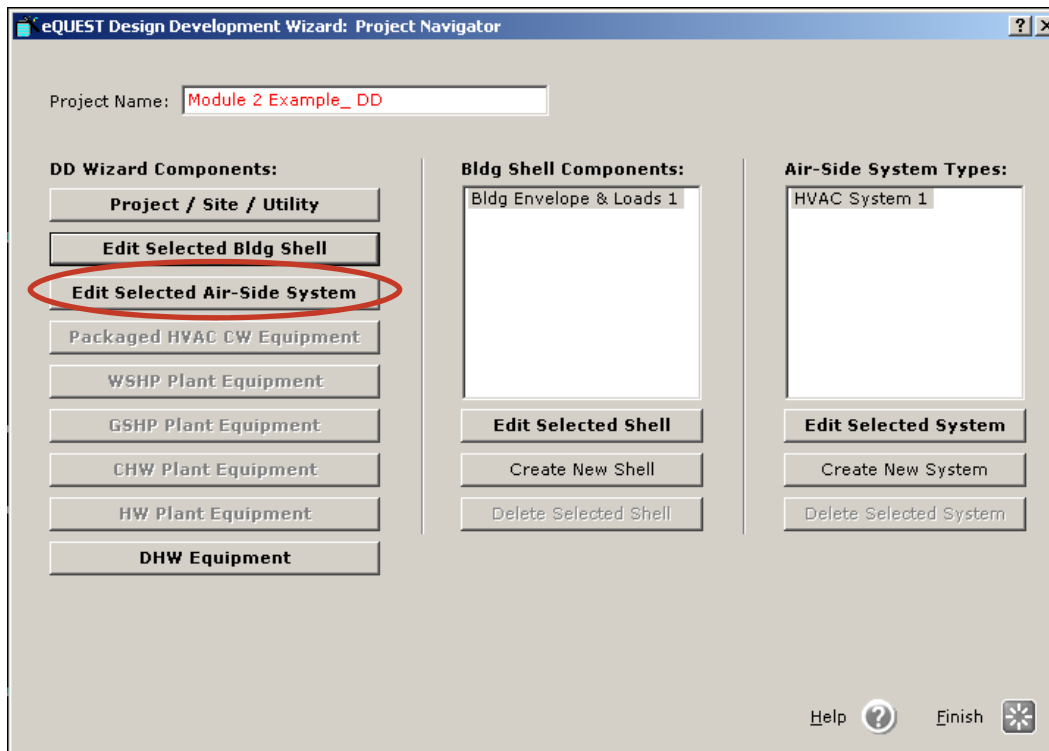 eQUEST Design Development Wizard: Project Navigator
Project Name: Module 2 Example_ DD
DD Wizard Components:
Project / Site / Utility
Edit Selected Bldg Shell
Edit Selected Air-Side System
Packaged HVAC CW Equipment
WSHP Plant Equipment
GSHP Plant Equipment
CHW Plant Equipment
HW Plant Equipment
DHW Equipment
Bldg Shell Components:
Bldg Envelope & Loads 1
Edit Selected Shell
Create New Shell
Delete Selected Shell
Air-Side System Types:
HVAC System 1
Edit Selected System
Create New System
Delete Selected System
Help ? Finish